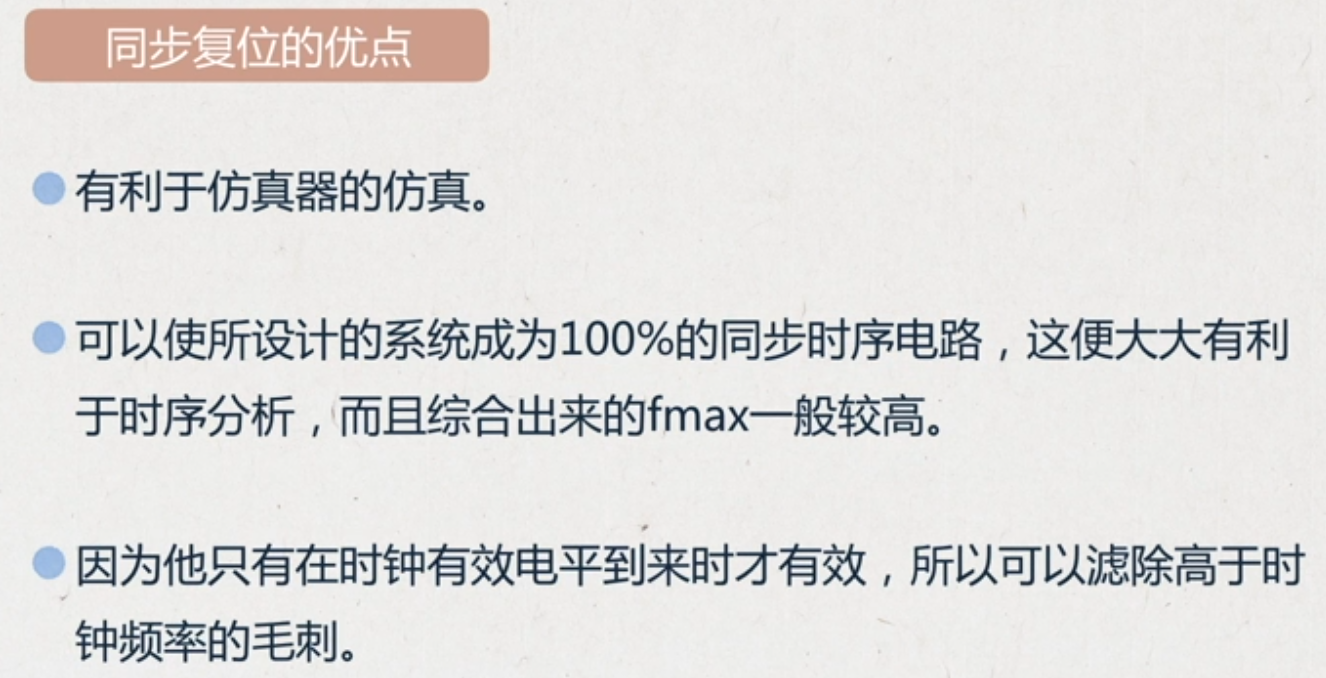 同步复位的优点
有利于仿真器的仿真。
可以使所设计的系统成为100%的同步时序电路，这便大大有利
于时序分析，而且综合出来的fmax一般较高。
因为他只有在时钟有效电平到来时才有效，所以可以滤除高于时
钟频率的毛刺。